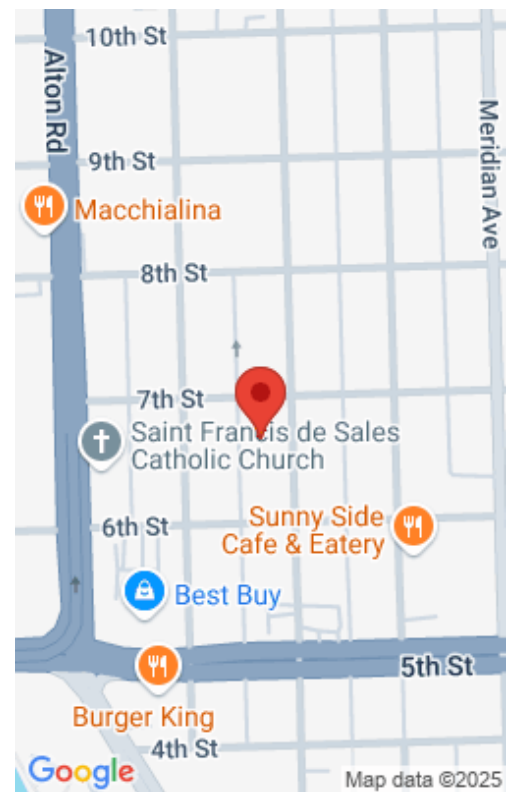 10th St
Alton Rd
9th St
Meridian Ave
Macchialina
8th St
7th St
Saint Francis de Sales
Catholic Church
Sunny Side
Cafe & Eatery
6th St
Best Buy
5th St
Burger King
4th St
Google
Map data ©2025